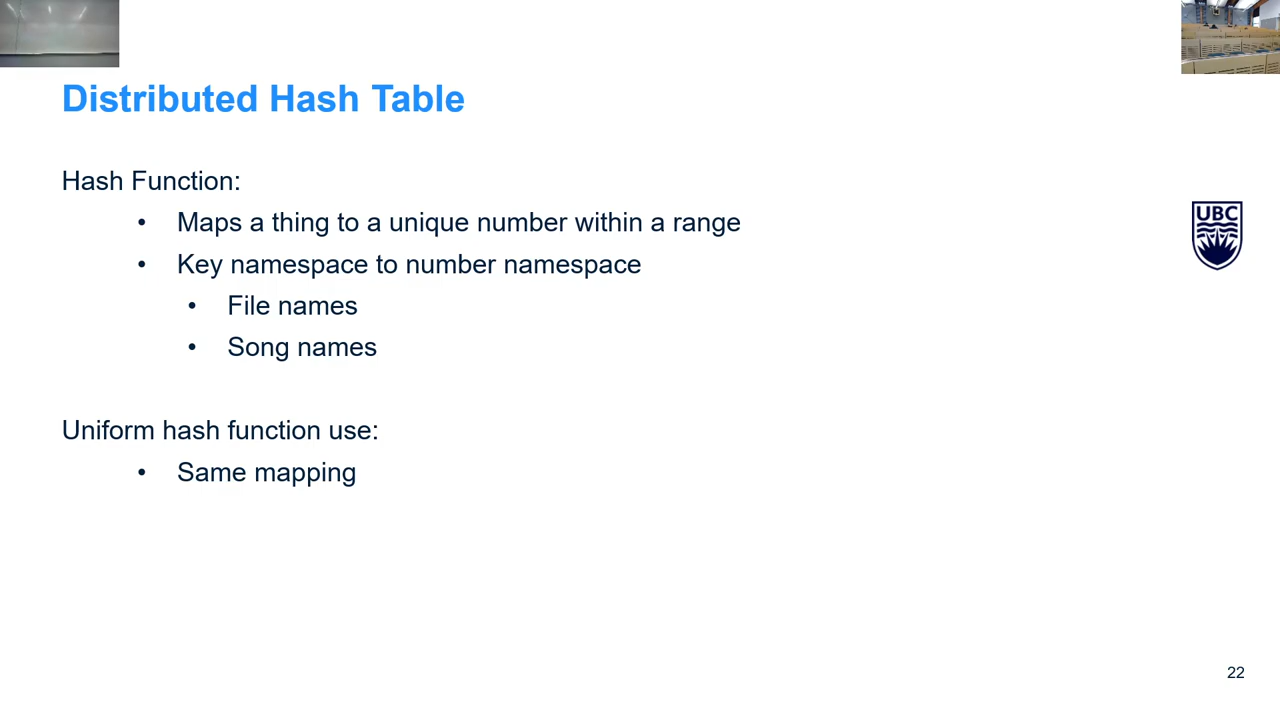 Distributed Hash Table
Hash Function:
• Maps a thing to a unique number within a range
• Key namespace to number namespace
• File names
• Song names
UBC
Uniform hash function use:
• Same mapping
22